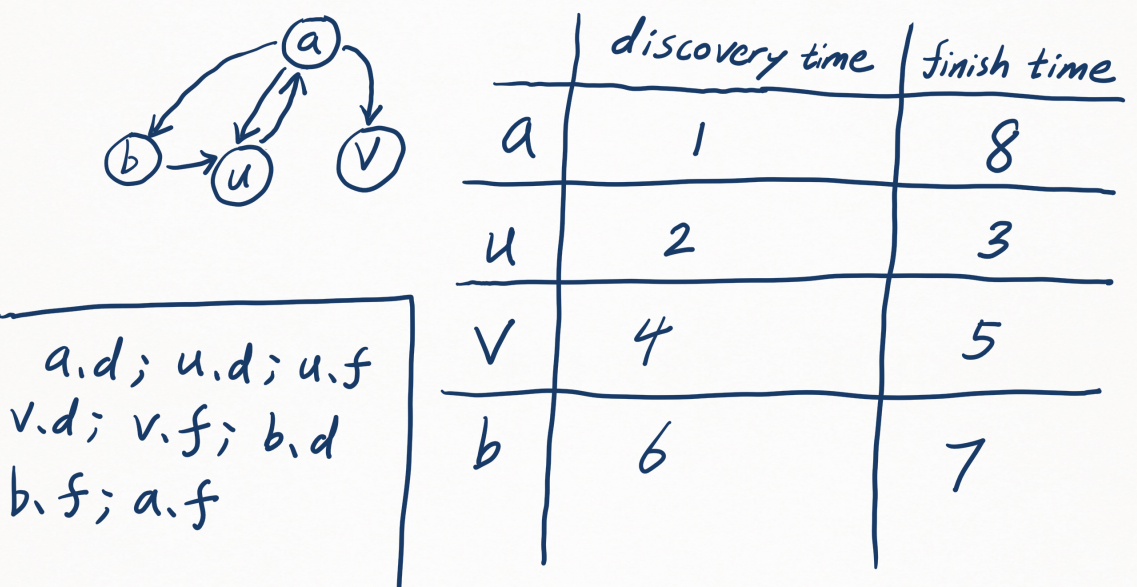 a
b
u
v
discovery time finish time
a 1 8
u 2 3
v 4 5
b 6 7
a.d; u.d; u.f
v.d; v.f; b.d
b.f; a.f